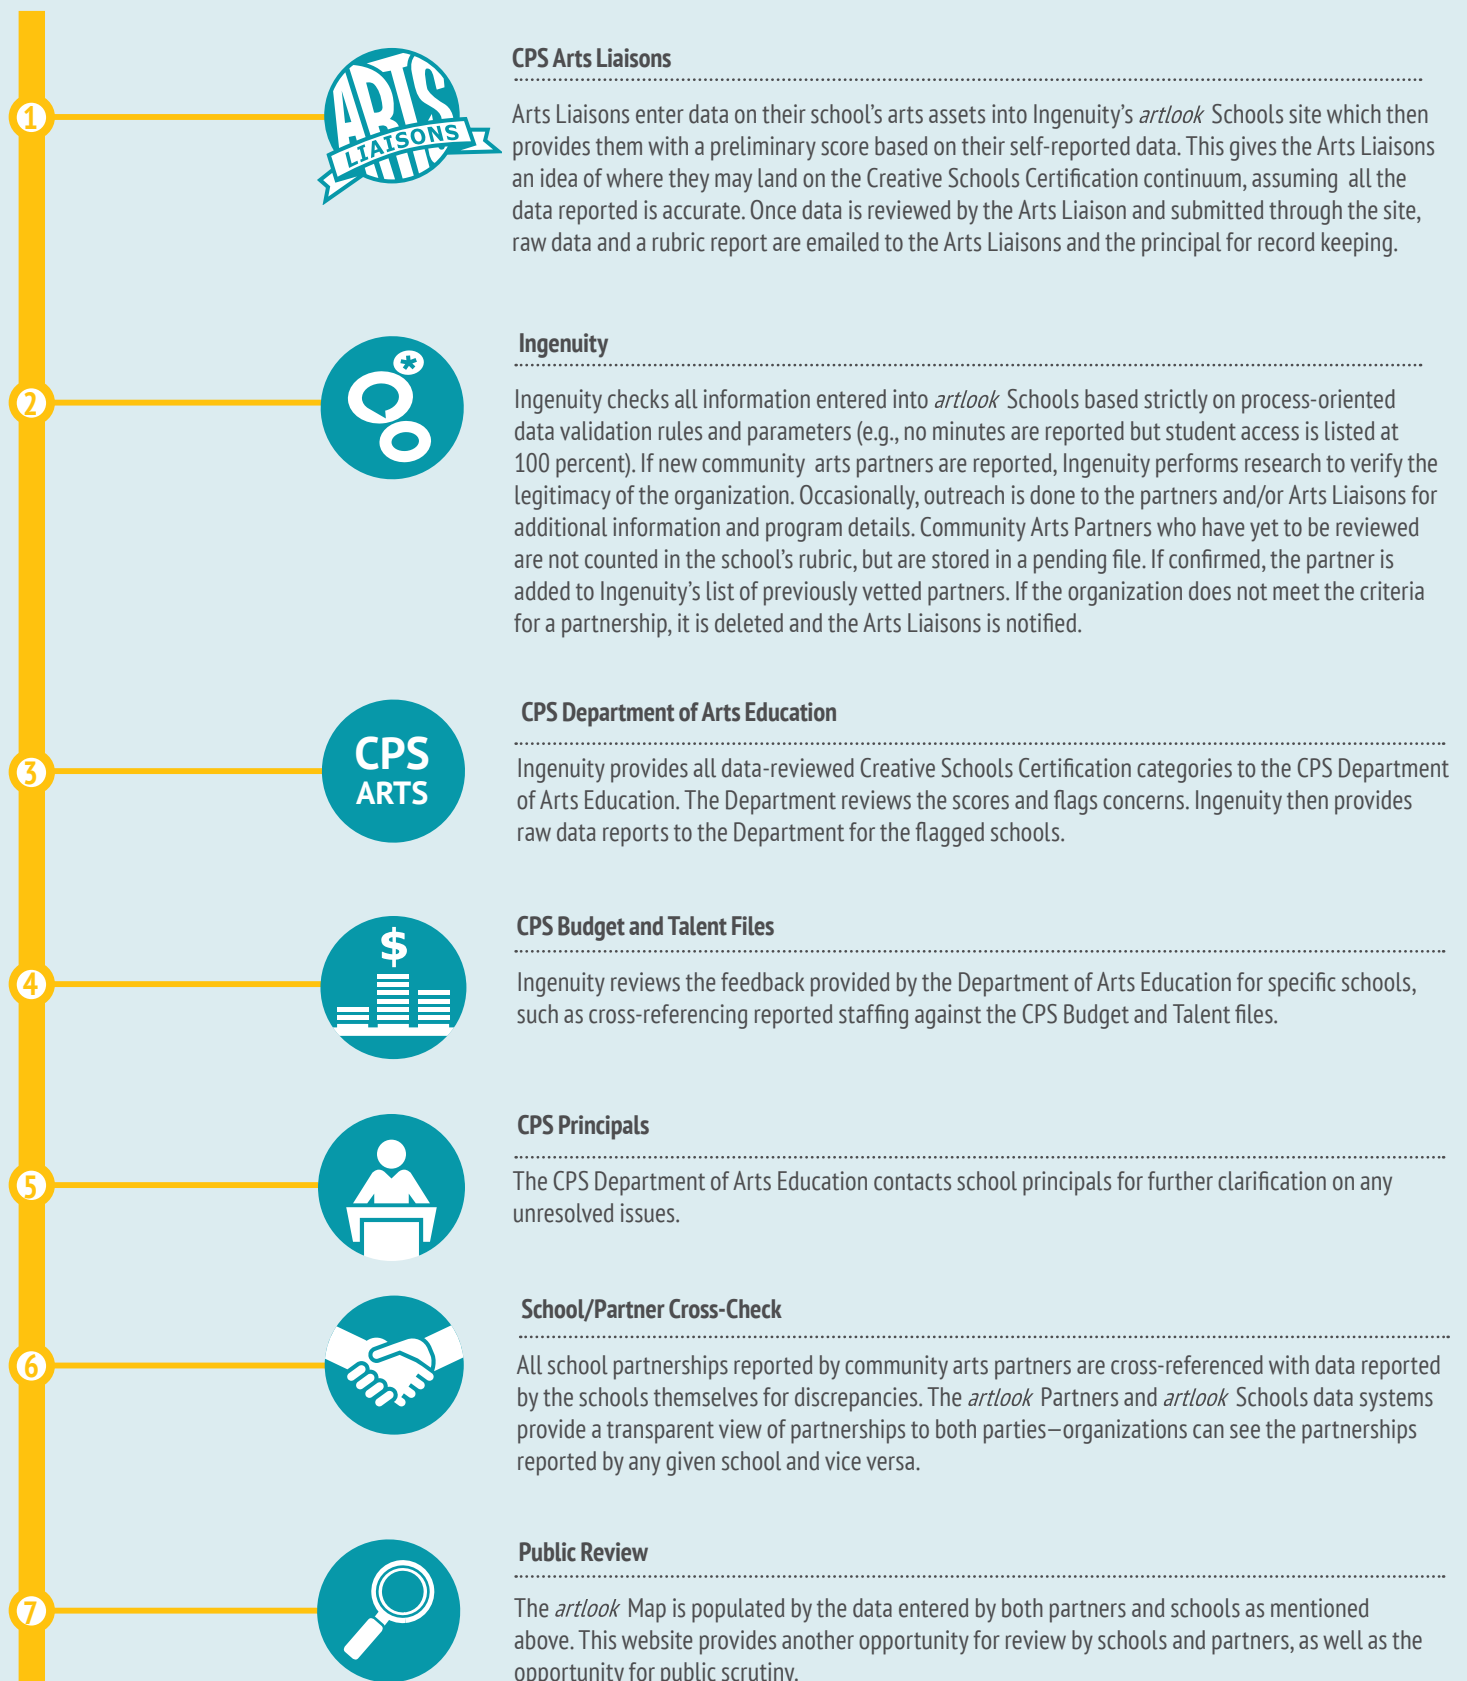 1
ARTS
LIAISONS
CPS Arts Liaisons
Arts Liaisons enter data on their school's arts assets into Ingenuity's artlook Schools site which then
provides them with a preliminary score based on their self-reported data. This gives the Arts Liaisons
an idea of where they may land on the Creative Schools Certification continuum, assuming all the
data reported is accurate. Once data is reviewed by the Arts Liaison and submitted through the site,
raw data and a rubric report are emailed to the Arts Liaisons and the principal for record keeping.
2
Ingenuity
Ingenuity checks all information entered into artlook Schools based strictly on process-oriented
data validation rules and parameters (e.g., no minutes are reported but student access is listed at
100 percent). If new community arts partners are reported, Ingenuity performs research to verify the
legitimacy of the organization. Occasionally, outreach is done to the partners and/or Arts Liaisons for
additional information and program details. Community Arts Partners who have yet to be reviewed
are not counted in the school's rubric, but are stored in a pending file. If confirmed, the partner is
added to Ingenuity's list of previously vetted partners. If the organization does not meet the criteria
for a partnership, it is deleted and the Arts Liaisons is notified.
3
CPS
ARTS
CPS Department of Arts Education
Ingenuity provides all data-reviewed Creative Schools Certification categories to the CPS Department
of Arts Education. The Department reviews the scores and flags concerns. Ingenuity then provides
raw data reports to the Department for the flagged schools.
4
$
CPS Budget and Talent Files
Ingenuity reviews the feedback provided by the Department of Arts Education for specific schools,
such as cross-referencing reported staffing against the CPS Budget and Talent files.
5
CPS Principals
The CPS Department of Arts Education contacts school principals for further clarification on any
unresolved issues.
6
School/Partner Cross-Check
All school partnerships reported by community arts partners are cross-referenced with data reported
by the schools themselves for discrepancies. The artlook Partners and artlook Schools data systems
provide a transparent view of partnerships to both parties—organizations can see the partnerships
reported by any given school and vice versa.
7
Public Review
The artlook Map is populated by the data entered by both partners and schools as mentioned
above. This website provides another opportunity for review by schools and partners, as well as the
opportunity for public scrutiny.